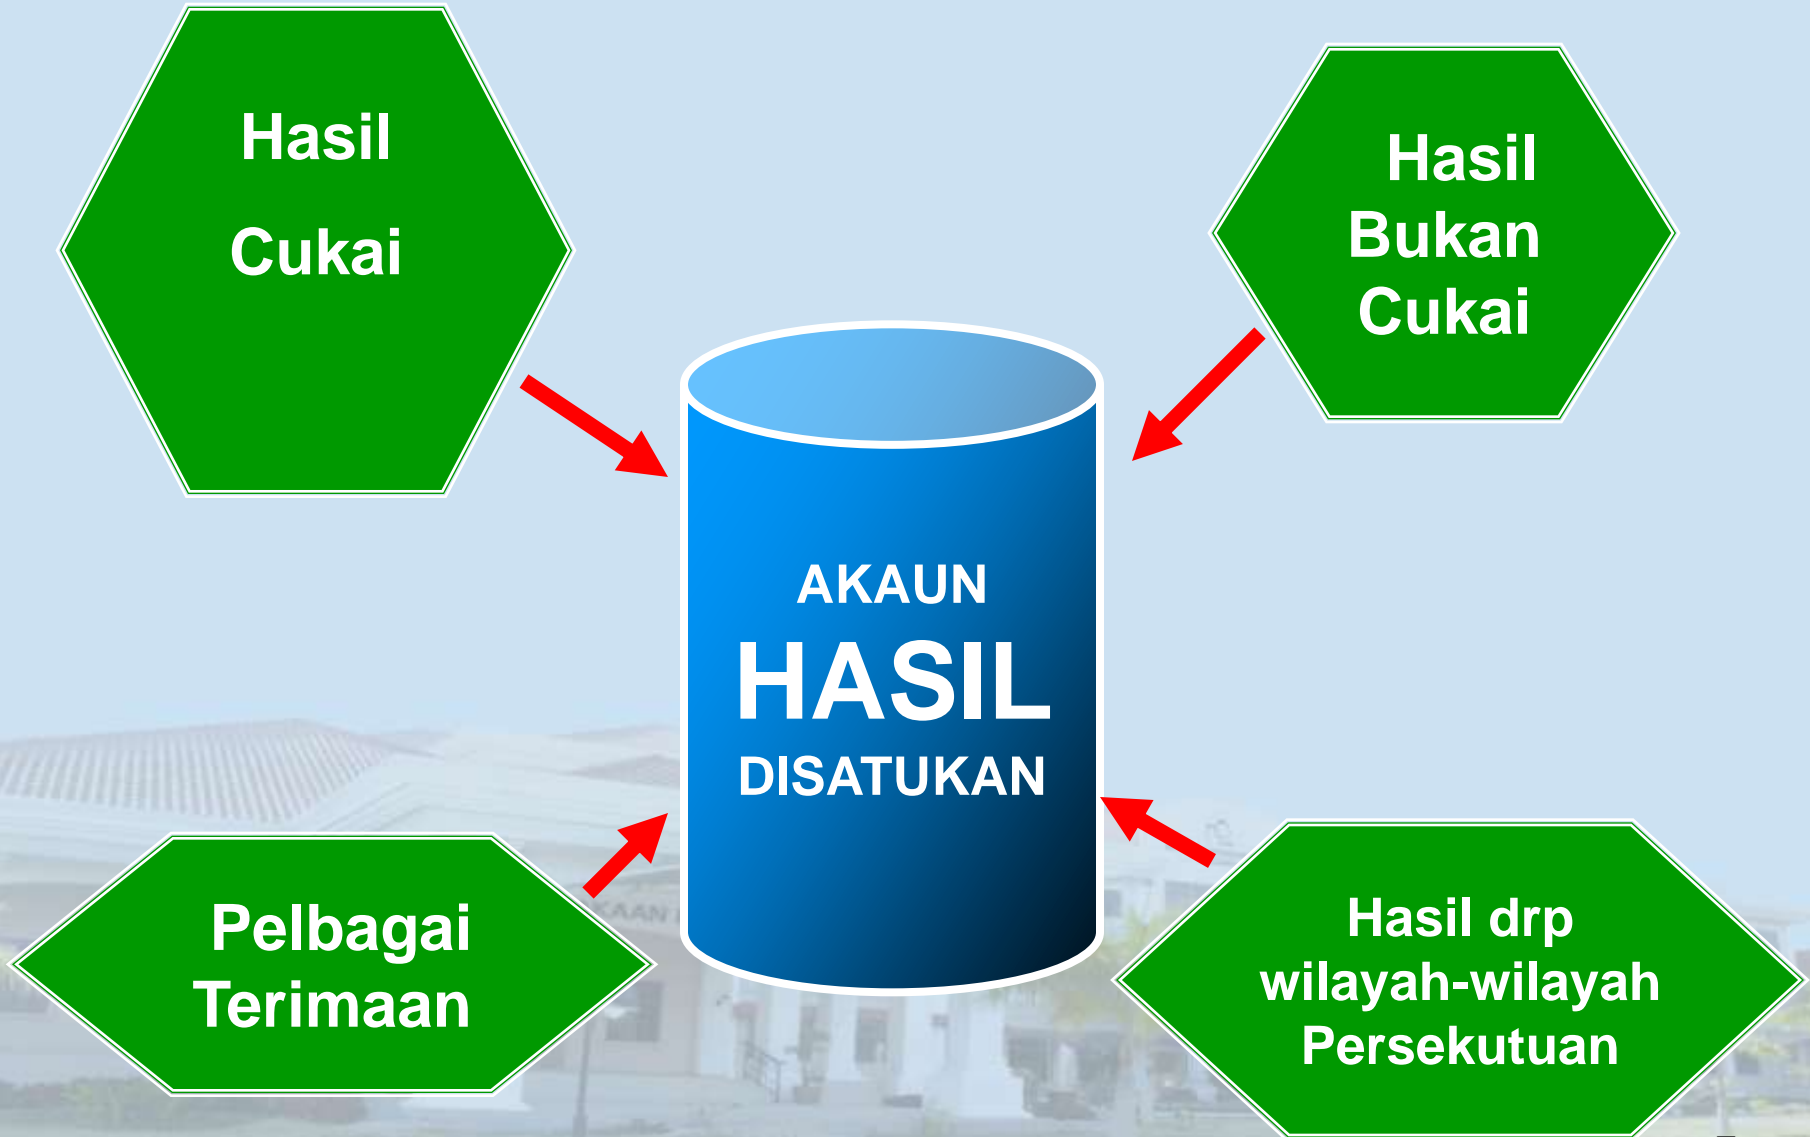 Hasil
Cukai
Hasil
Bukan
Cukai
AKAUN
HASIL
DISATUKAN
Pelbagai
Terimaan
Hasil drp
wilayah-wilayah
Persekutuan